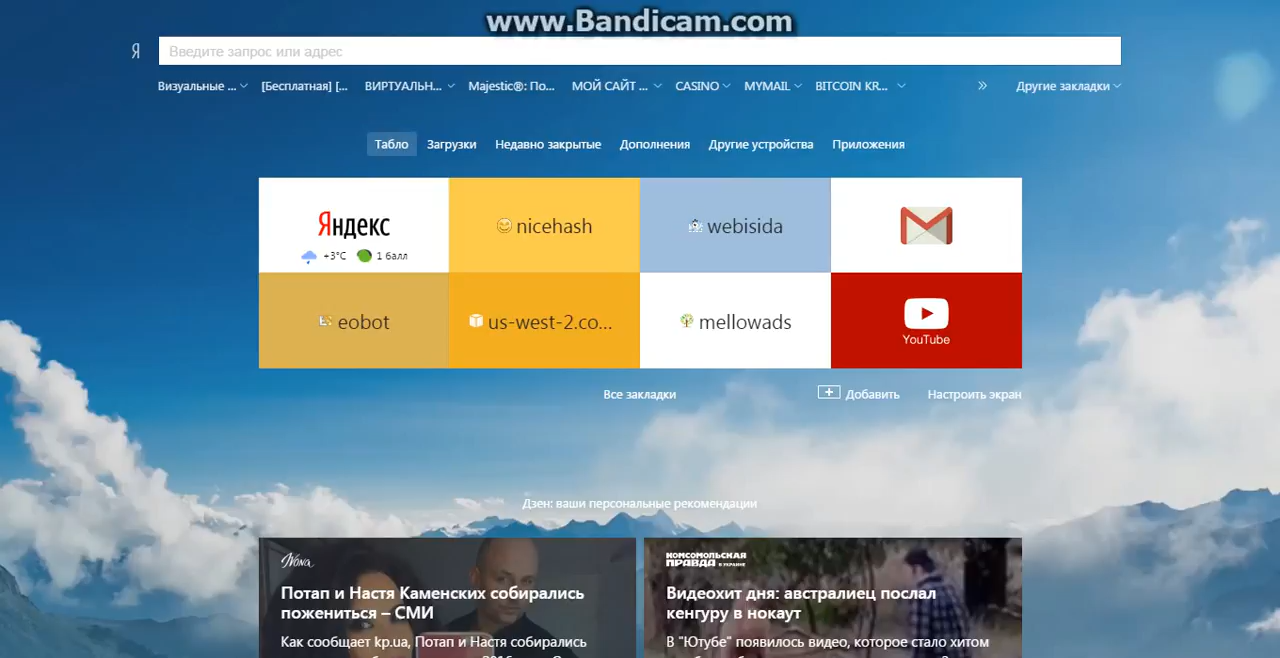 www.Bandicam.com
Я Введите запрос или адрес
Визуальные ... [Бесплатная] [... ВИРТУАЛЬН... Majestic®: По... МОЙ САЙТ ... CASINO MYMAIL BITCOIN KR... » Другие закладки
Табло Загрузки Недавно закрытые Дополнения Другие устройства Приложения
Яндекс nicehash webisida
+3°C 1 балл
eobot us-west-2.co... mellowads YouTube
Все закладки Добавить Настроить экран
Дзен: ваши персональные рекомендации
Ivona
Потап и Настя Каменских собирались
пожениться – СМИ
Как сообщает kp.ua, Потап и Настя собирались
КОМСОМОЛЬСКАЯ
ПРАВДА В УКРАИНЕ
Видеохит дня: австралиец послал
кенгуру в нокаут
В "Ютубе" появилось видео, которое стало хитом